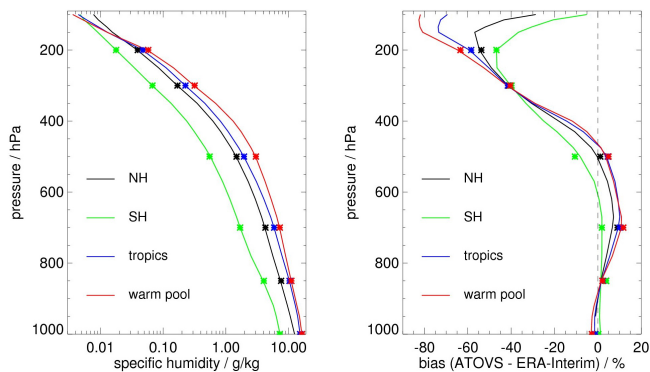 200
400
600
800
1000
pressure / hPa
NH
SH
tropics
warm pool
0.01 0.10 1.00 10.00
specific humidity / g/kg
200
400
600
800
1000
pressure / hPa
NH
SH
tropics
warm pool
-80 -60 -40 -20 0 20
bias (ATOVS - ERA-Interim) / %